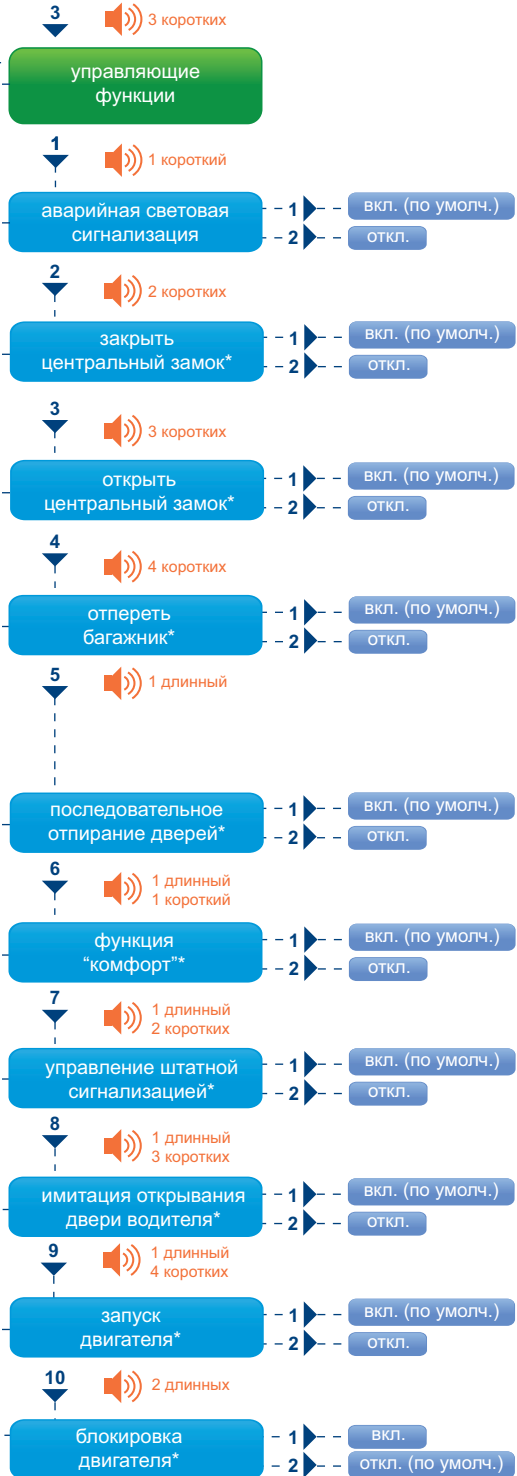 3
3 коротких
управляющие
функции
1
1 короткий
аварийная световая
сигнализация
1 вкл. (по умолч.)
2 откл.
2
2 коротких
закрыть
центральный замок*
1 вкл. (по умолч.)
2 откл.
3
3 коротких
открыть
центральный замок*
1 вкл. (по умолч.)
2 откл.
4
4 коротких
отпереть
багажник*
1 вкл. (по умолч.)
2 откл.
5
1 длинный
последовательное
отпирание дверей*
1 вкл. (по умолч.)
2 откл.
6
1 длинный
1 короткий
функция
“комфорт”*
1 вкл. (по умолч.)
2 откл.
7
1 длинный
2 коротких
управление штатной
сигнализацией*
1 вкл. (по умолч.)
2 откл.
8
1 длинный
3 коротких
имитация открывания
двери водителя*
1 вкл. (по умолч.)
2 откл.
9
1 длинный
4 коротких
запуск
двигателя*
1 вкл. (по умолч.)
2 откл.
10
2 длинных
блокировка
двигателя*
1 вкл.
2 откл. (по умолч.)